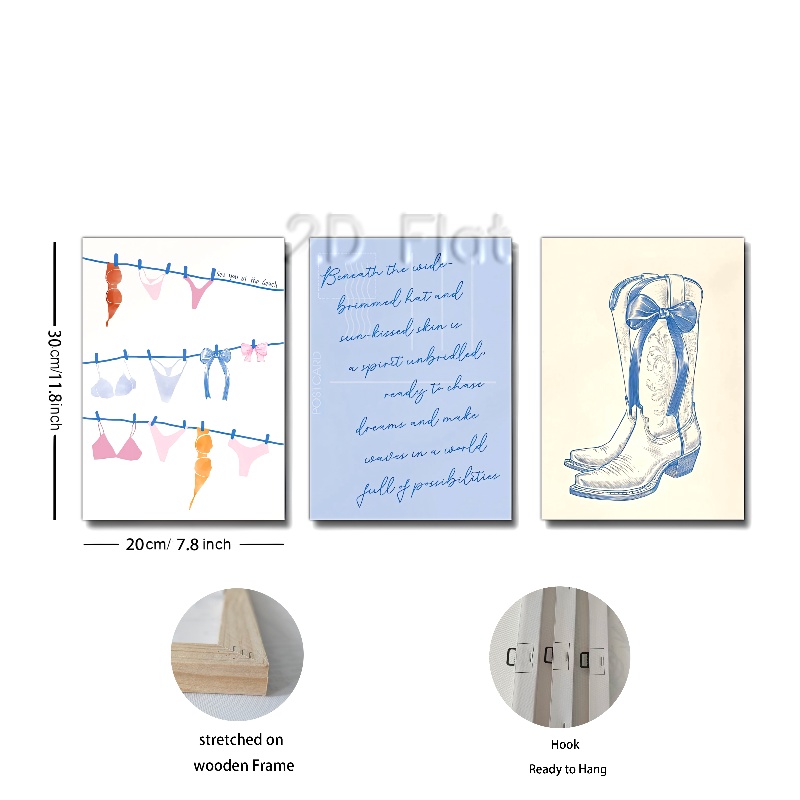 2D Flat
the beach
Beneath the wide-
brimmed hat and
sun-kissed skin is
a spirit unbridled,
ready to chase
dreams and make
waves in a world
full of possibilities
POSTCARD
30cm/11.8inch
20cm/ 7.8 inch
stretched on
wooden Frame
Hook
Ready to Hang